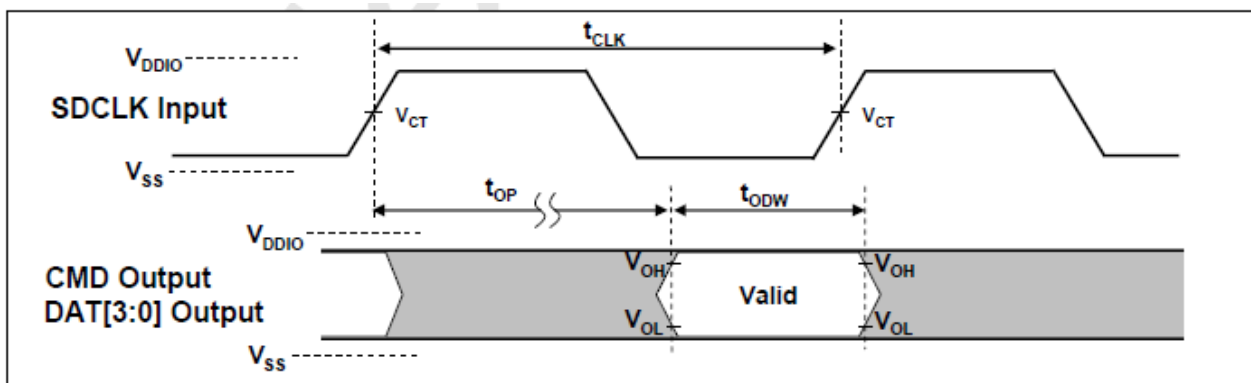 tCLK
VDDIO
SDCLK Input
VCT
VCT
VSS
tOP
tODW
VDDIO
CMD Output
DAT[3:0] Output
VOH
VOH
Valid
VOL
VOL
VSS